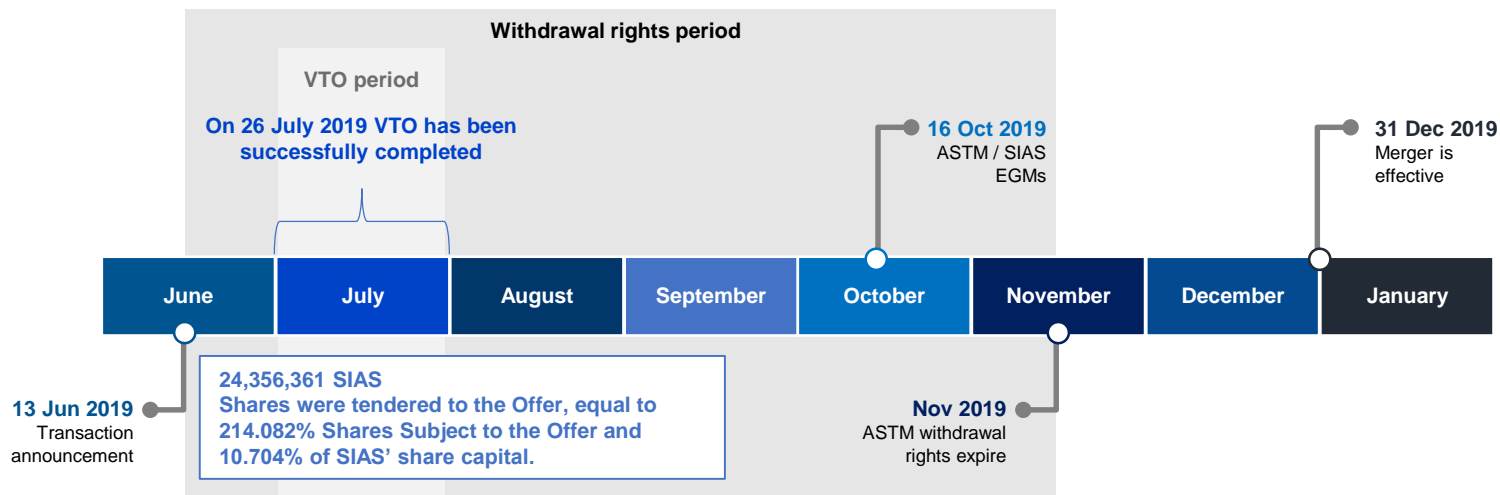 Withdrawal rights period
VTO period
On 26 July 2019 VTO has been
successfully completed
16 Oct 2019
ASTM / SIAS
EGMs
31 Dec 2019
Merger is
effective
June
July
August
September
October
November
December
January
13 Jun 2019
Transaction
announcement
24,356,361 SIAS
Shares were tendered to the Offer, equal to
214.082% Shares Subject to the Offer and
10.704% of SIAS’ share capital.
Nov 2019
ASTM withdrawal
rights expire